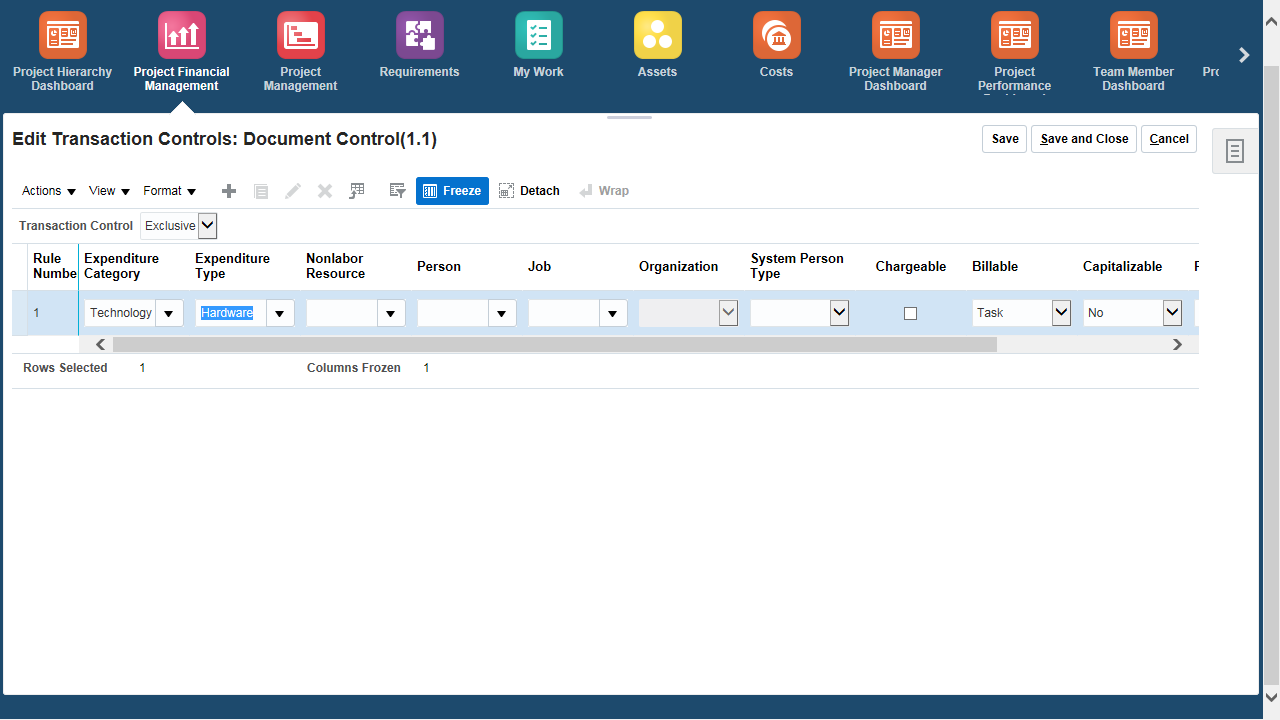 Project Hierarchy
Dashboard
Project Financial
Management
Project
Management
Requirements
My Work
Assets
Costs
Project Manager
Dashboard
Project
Performance
Team Member
Dashboard
Edit Transaction Controls: Document Control(1.1)
Save
Save and Close
Cancel
Actions
View
Format
Freeze
Detach
Wrap
Transaction Control
Exclusive
Rule
Numbe
Expenditure
Category
Expenditure
Type
Nonlabor
Resource
Person
Job
Organization
System Person
Type
Chargeable
Billable
Capitalizable
1
Technology
Hardware
Task
No
Rows Selected 1
Columns Frozen 1